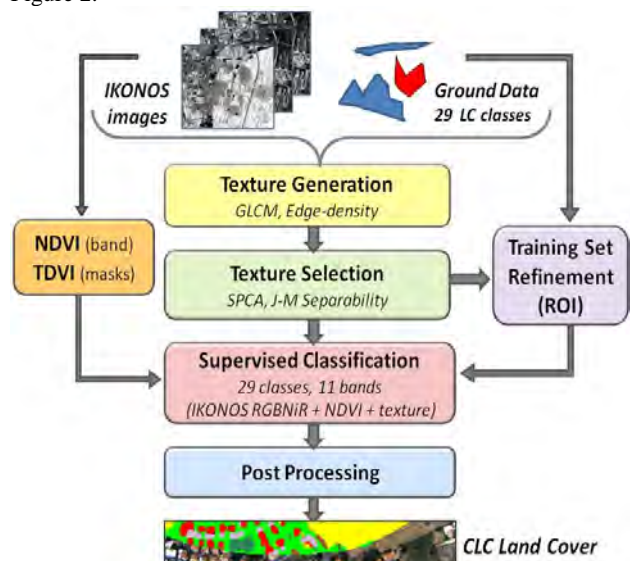 Figure 2.
IKONOS
images
Ground Data
29 LC classes
Texture Generation
GLCM, Edge-density
NDVI (band)
TDVI (masks)
Texture Selection
SPCA, J-M Separability
Training Set
Refinement
(ROI)
Supervised Classification
29 classes, 11 bands
(IKONOS RGBNiR + NDVI + texture)
Post Processing
CLC Land Cover